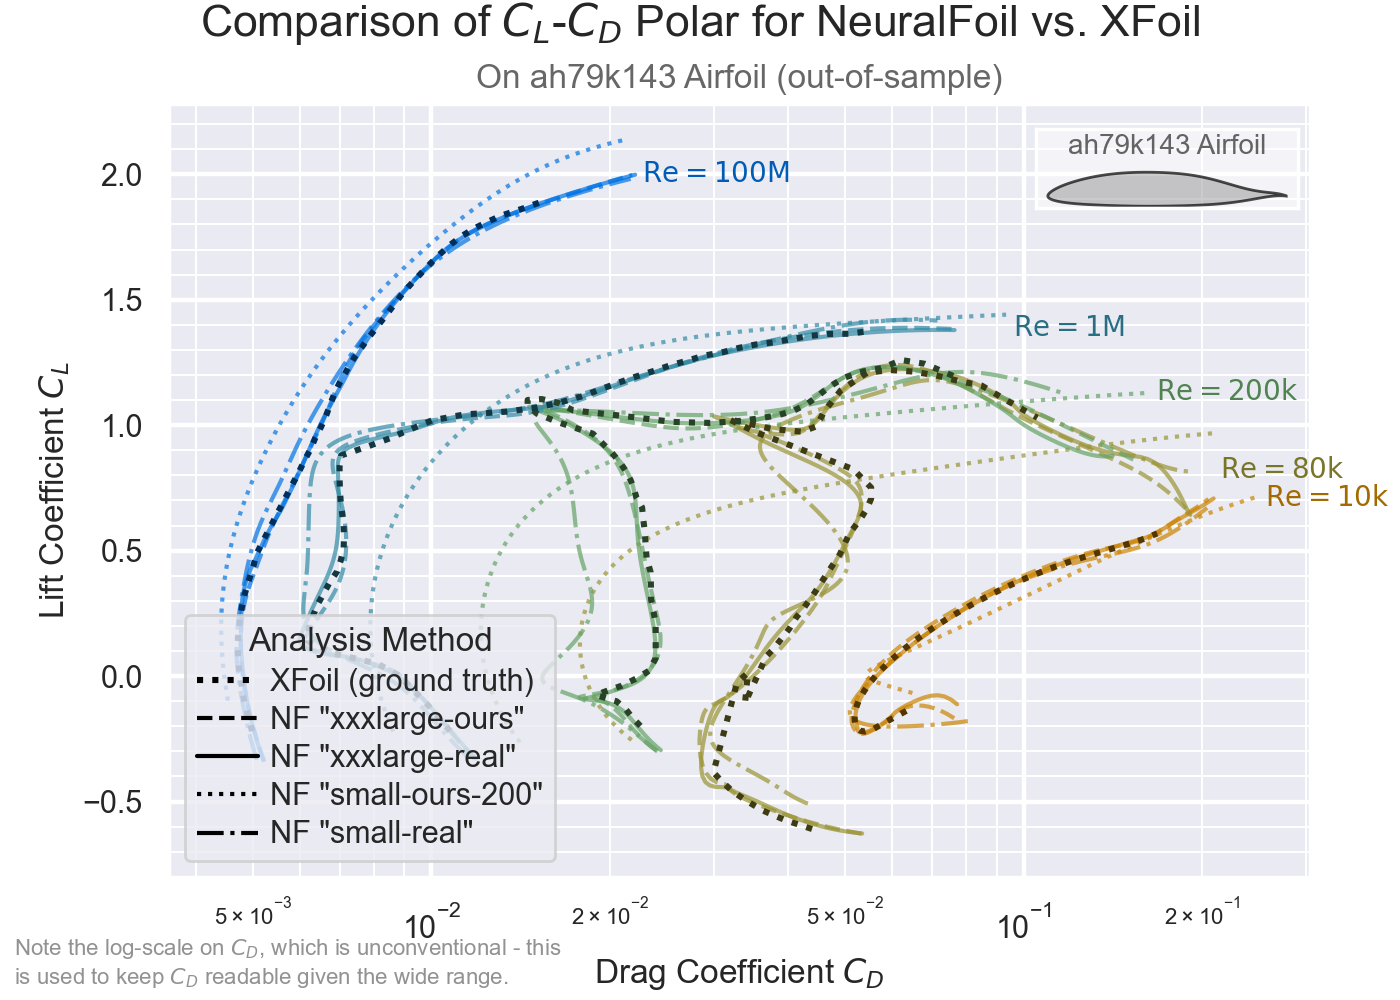 Comparison of C_L-C_D Polar for NeuralFoil vs. XFoil
On ah79k143 Airfoil (out-of-sample)
ah79k143 Airfoil
Re = 100M
Re = 1M
Re = 200k
Re = 80k
Re = 10k
Lift Coefficient C_L
2.0
1.5
1.0
0.5
0.0
−0.5
Analysis Method
XFoil (ground truth)
NF "xxxlarge-ours"
NF "xxxlarge-real"
NF "small-ours-200"
NF "small-real"
5 × 10⁻³
10⁻²
2 × 10⁻²
5 × 10⁻²
10⁻¹
2 × 10⁻¹
Drag Coefficient C_D
Note the log-scale on C_D, which is unconventional - this
is used to keep C_D readable given the wide range.